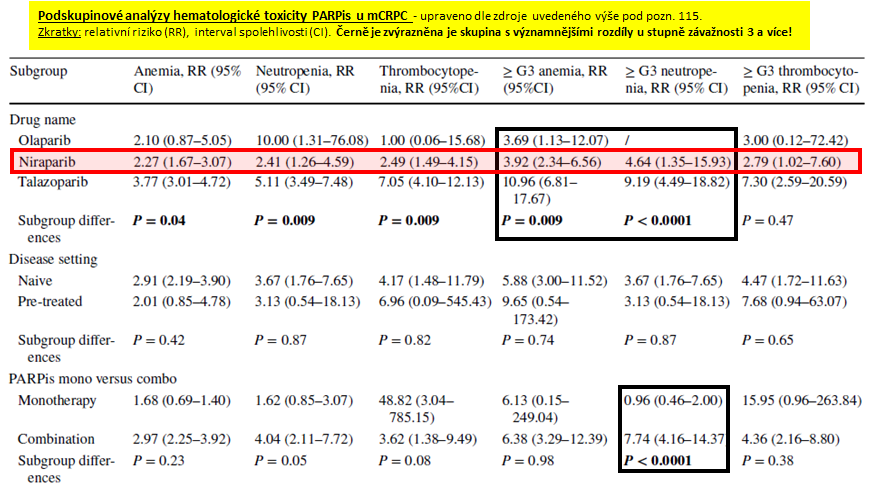 Podskupinové analýzy hematologické toxicity PARPis u mCRPC - upraveno dle zdroje uvedeného výše pod pozn. 115.
Zkratky: relativní riziko (RR), interval spolehlivosti (CI). Černě je zvýrazněna je skupina s významnějšími rozdíly u stupně závažnosti 3 a více!
Subgroup Anemia, RR (95% CI) Neutropenia, RR (95% CI) Thrombocytope-nia, RR (95%CI) ≥ G3 anemia, RR (95%CI) ≥ G3 neutrope-nia, RR (95% CI) ≥ G3 thrombocyto-penia, RR (95% CI)
Drug name
Olaparib 2.10 (0.87–5.05) 10.00 (1.31–76.08) 1.00 (0.06–15.68) 3.69 (1.13–12.07) / 3.00 (0.12–72.42)
Niraparib 2.27 (1.67–3.07) 2.41 (1.26–4.59) 2.49 (1.49–4.15) 3.92 (2.34–6.56) 4.64 (1.35–15.93) 2.79 (1.02–7.60)
Talazoparib 3.77 (3.01–4.72) 5.11 (3.49–7.48) 7.05 (4.10–12.13) 10.96 (6.81–17.67) 9.19 (4.49–18.82) 7.30 (2.59–20.59)
Subgroup differ-ences P = 0.04 P = 0.009 P = 0.009 P = 0.009 P < 0.0001 P = 0.47
Disease setting
Naive 2.91 (2.19–3.90) 3.67 (1.76–7.65) 4.17 (1.48–11.79) 5.88 (3.00–11.52) 3.67 (1.76–7.65) 4.47 (1.72–11.63)
Pre-treated 2.01 (0.85–4.78) 3.13 (0.54–18.13) 6.96 (0.09–545.43) 9.65 (0.54–173.42) 3.13 (0.54–18.13) 7.68 (0.94–63.07)
Subgroup differ-ences P = 0.42 P = 0.87 P = 0.82 P = 0.74 P = 0.87 P = 0.65
PARPis mono versus combo
Monotherapy 1.68 (0.69–1.40) 1.62 (0.85–3.07) 48.82 (3.04–785.15) 6.13 (0.15–249.04) 0.96 (0.46–2.00) 15.95 (0.96–263.84)
Combination 2.97 (2.25–3.92) 4.04 (2.11–7.72) 3.62 (1.38–9.49) 6.38 (3.29–12.39) 7.74 (4.16–14.37 4.36 (2.16–8.80)
Subgroup differ-ences P = 0.23 P = 0.05 P = 0.08 P = 0.98 P < 0.0001 P = 0.38